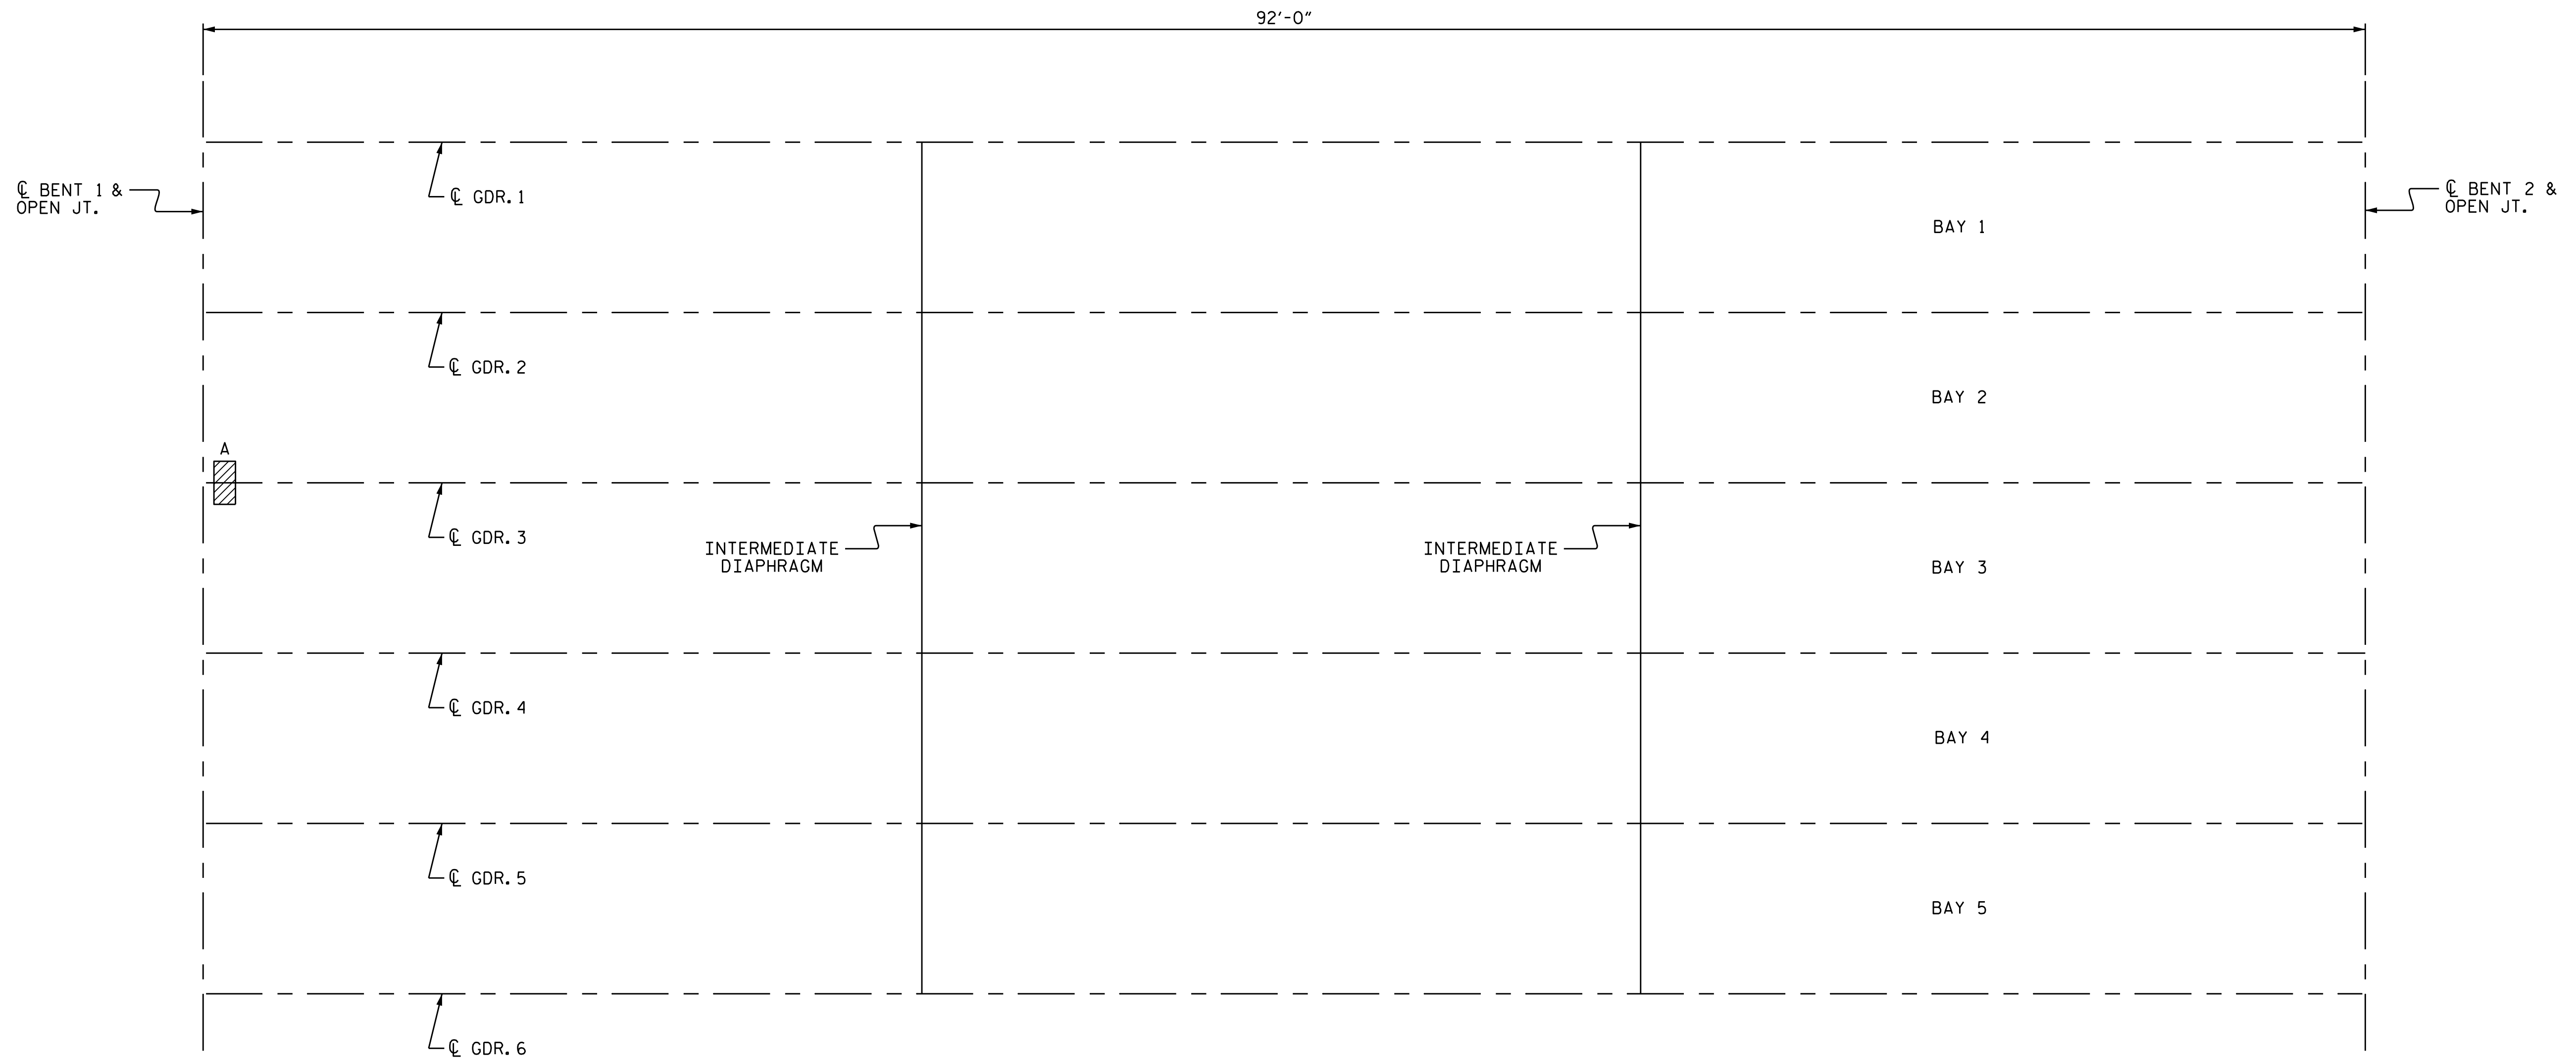 92'-0"
℄ BENT 1 &
OPEN JT.
℄ GDR. 1
BAY 1
℄ BENT 2 &
OPEN JT.
℄ GDR. 2
BAY 2
A
℄ GDR. 3
INTERMEDIATE
DIAPHRAGM
INTERMEDIATE
DIAPHRAGM
BAY 3
℄ GDR. 4
BAY 4
℄ GDR. 5
BAY 5
℄ GDR. 6